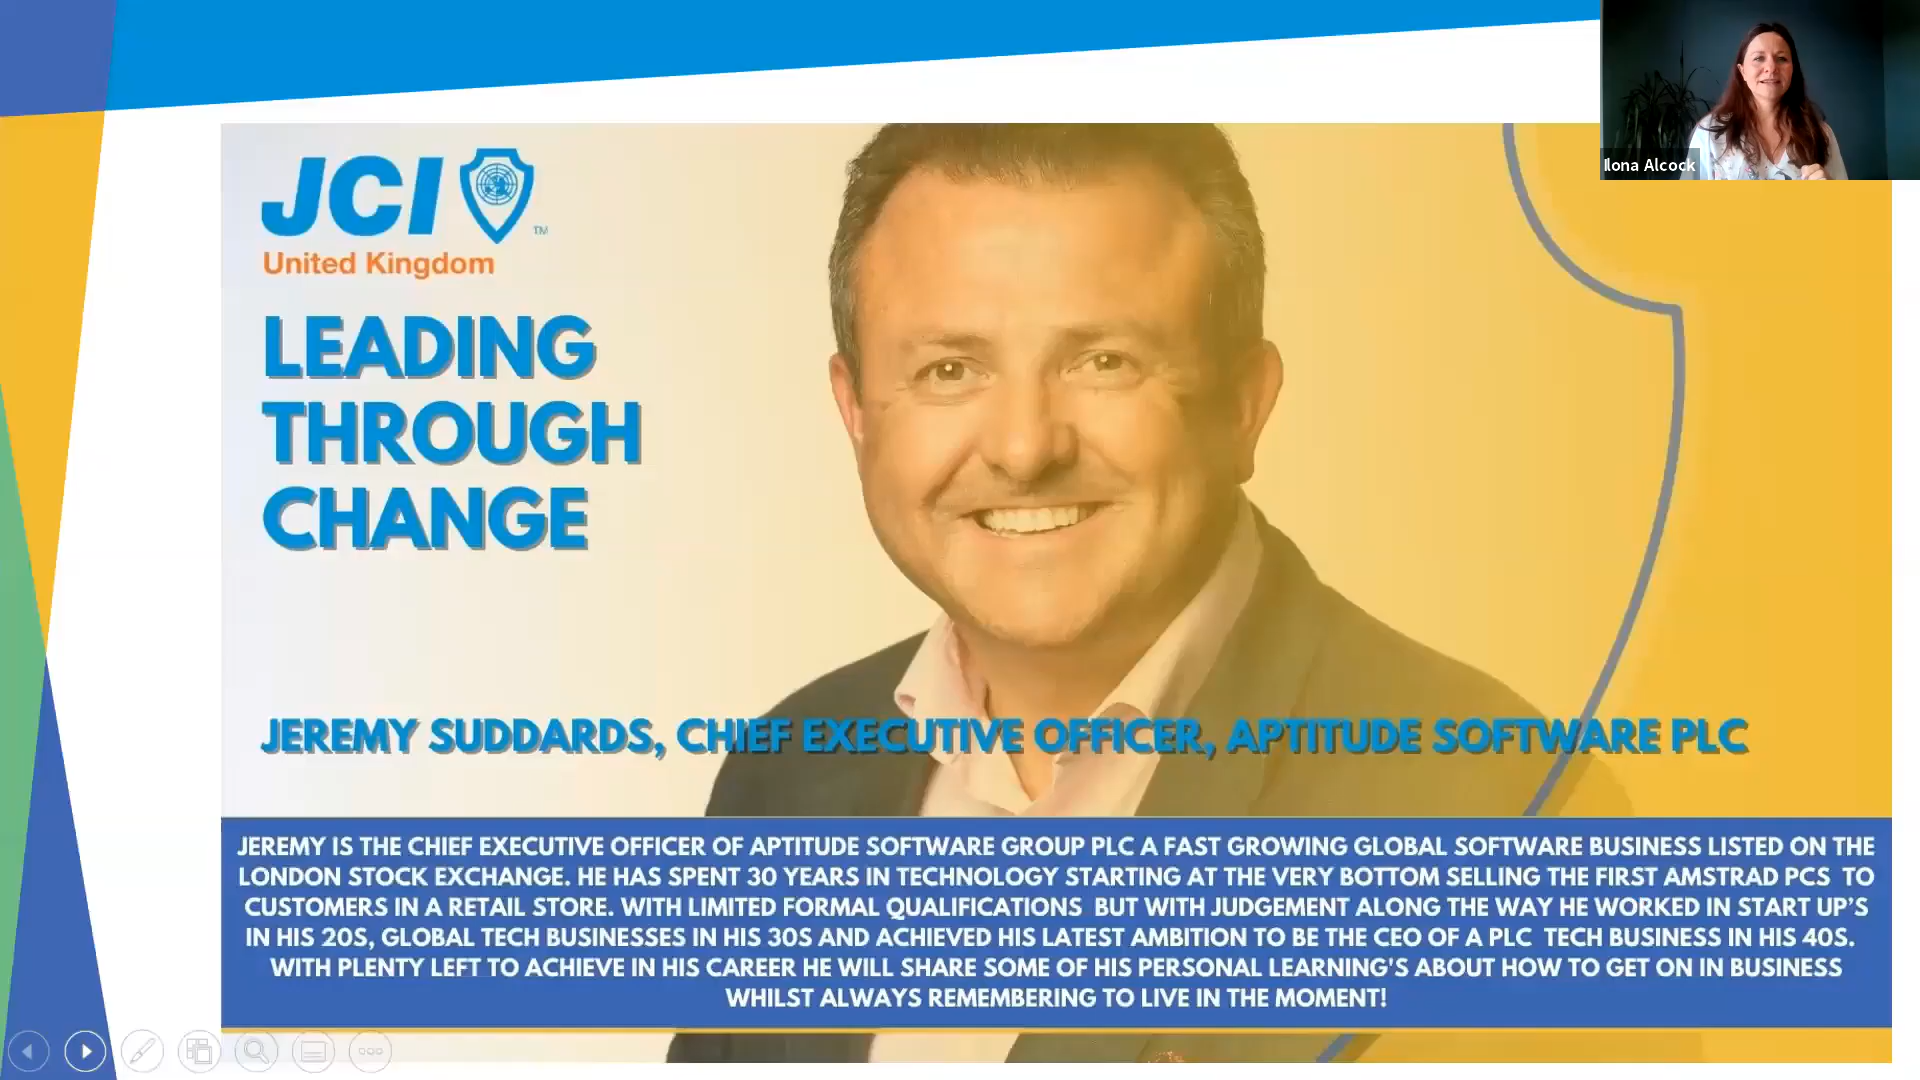 JCI
TM
United Kingdom
LEADING
THROUGH
CHANGE
JEREMY SUDDARDS, CHIEF EXECUTIVE OFFICER, APTITUDE SOFTWARE PLC
JEREMY IS THE CHIEF EXECUTIVE OFFICER OF APTITUDE SOFTWARE GROUP PLC A FAST GROWING GLOBAL SOFTWARE BUSINESS LISTED ON THE
LONDON STOCK EXCHANGE. HE HAS SPENT 30 YEARS IN TECHNOLOGY STARTING AT THE VERY BOTTOM SELLING THE FIRST AMSTRAD PCS TO
CUSTOMERS IN A RETAIL STORE. WITH LIMITED FORMAL QUALIFICATIONS BUT WITH JUDGEMENT ALONG THE WAY HE WORKED IN START UP'S
IN HIS 20S, GLOBAL TECH BUSINESSES IN HIS 30S AND ACHIEVED HIS LATEST AMBITION TO BE THE CEO OF A PLC TECH BUSINESS IN HIS 40S.
WITH PLENTY LEFT TO ACHIEVE IN HIS CAREER HE WILL SHARE SOME OF HIS PERSONAL LEARNING'S ABOUT HOW TO GET ON IN BUSINESS
WHILST ALWAYS REMEMBERING TO LIVE IN THE MOMENT!
Ilona Alcock